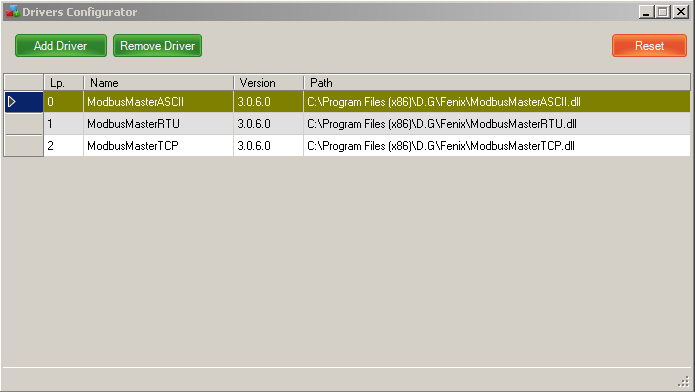 Drivers Configurator
Add Driver Remove Driver Reset
Lp. Name Version Path
0 ModbusMasterASCII 3.0.6.0 C:\Program Files (x86)\D.G\Fenix\ModbusMasterASCII.dll
1 ModbusMasterRTU 3.0.6.0 C:\Program Files (x86)\D.G\Fenix\ModbusMasterRTU.dll
2 ModbusMasterTCP 3.0.6.0 C:\Program Files (x86)\D.G\Fenix\ModbusMasterTCP.dll